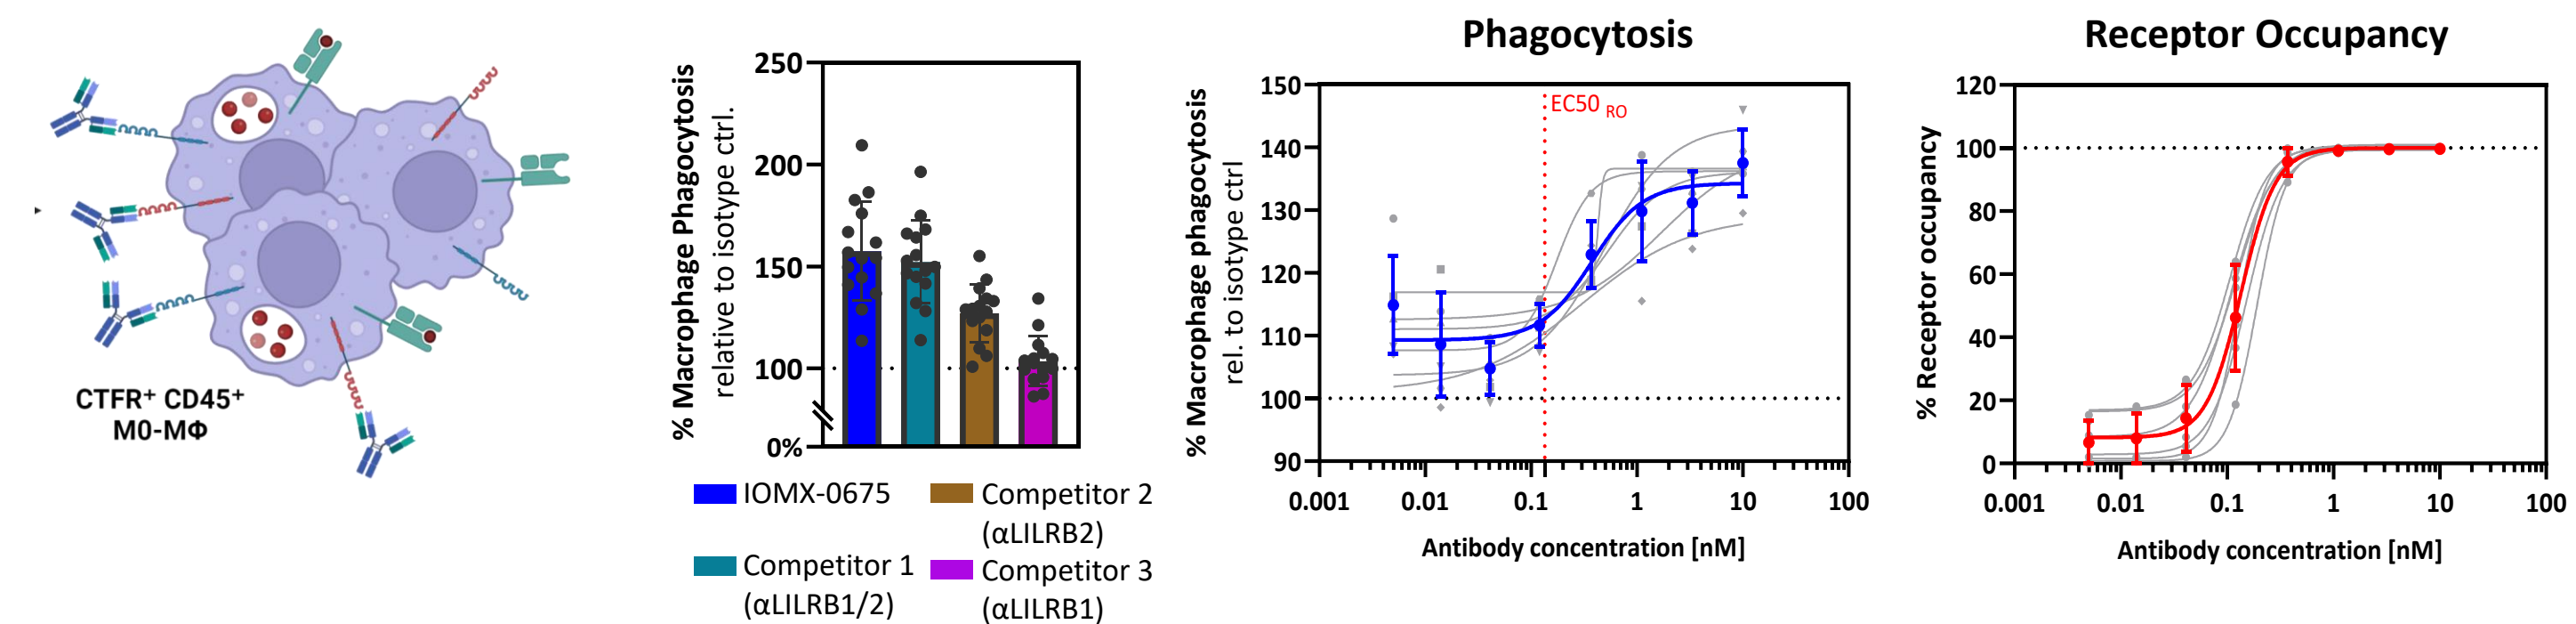 CTFR⁺ CD45⁺
M0-MΦ
% Macrophage Phagocytosis
relative to isotype ctrl.
250
200
150
100
0%
IOMX-0675
Competitor 1
(αLILRB1/2)
Competitor 2
(αLILRB2)
Competitor 3
(αLILRB1)
Phagocytosis
% Macrophage phagocytosis
rel. to isotype ctrl
150
140
130
120
110
100
90
EC50 RO
0.001 0.01 0.1 1 10 100
Antibody concentration [nM]
Receptor Occupancy
% Receptor occupancy
120
100
80
60
40
20
0
0.001 0.01 0.1 1 10 100
Antibody concentration [nM]